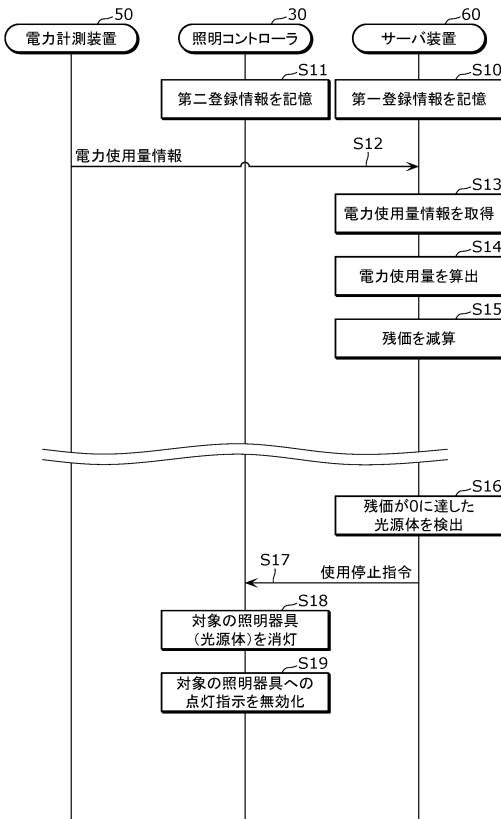 50
30
60
電力計測装置
照明コントローラ
サーバ装置
S11
S10
第二登録情報を記憶
第一登録情報を記憶
電力使用量情報
S12
S13
電力使用量情報を取得
S14
電力使用量を算出
S15
残価を減算
S16
残価が0に達した
光源体を検出
S17
使用停止指令
S18
対象の照明器具
(光源体)を消灯
S19
対象の照明器具への
点灯指示を無効化